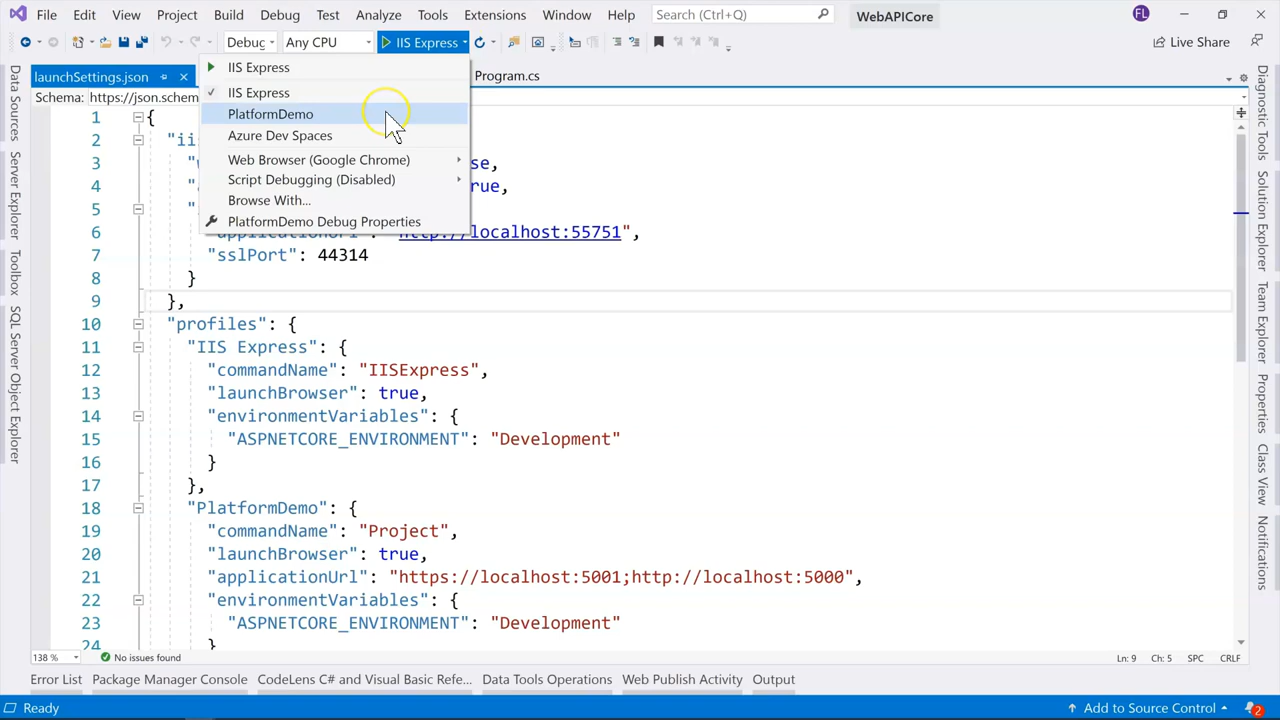 File Edit View Project Build Debug Test Analyze Tools Extensions Window Help Search (Ctrl+Q) WebAPICore FL
Debug Any CPU IIS Express Live Share
launchSettings.json Program.cs
Schema: https://json.schem
IIS Express
IIS Express
PlatformDemo
Azure Dev Spaces
Web Browser (Google Chrome)
Script Debugging (Disabled)
Browse With...
PlatformDemo Debug Properties
1 {
2 "iis
3 "w se,
4 "a rue,
5 "
6 "applicationUrl": "http://localhost:55751",
7 "sslPort": 44314
8 }
9 },
10 "profiles": {
11 "IIS Express": {
12 "commandName": "IISExpress",
13 "launchBrowser": true,
14 "environmentVariables": {
15 "ASPNETCORE_ENVIRONMENT": "Development"
16 }
17 },
18 "PlatformDemo": {
19 "commandName": "Project",
20 "launchBrowser": true,
21 "applicationUrl": "https://localhost:5001;http://localhost:5000",
22 "environmentVariables": {
23 "ASPNETCORE_ENVIRONMENT": "Development"
24 }
Data Sources
Server Explorer
Toolbox
SQL Server Object Explorer
Diagnostic Tools
Solution Explorer
Team Explorer
Properties
Class View
Notifications
138 % No issues found Ln: 9 Ch: 5 SPC CRLF
Error List Package Manager Console CodeLens C# and Visual Basic Refe... Data Tools Operations Web Publish Activity Output
Ready Add to Source Control 2